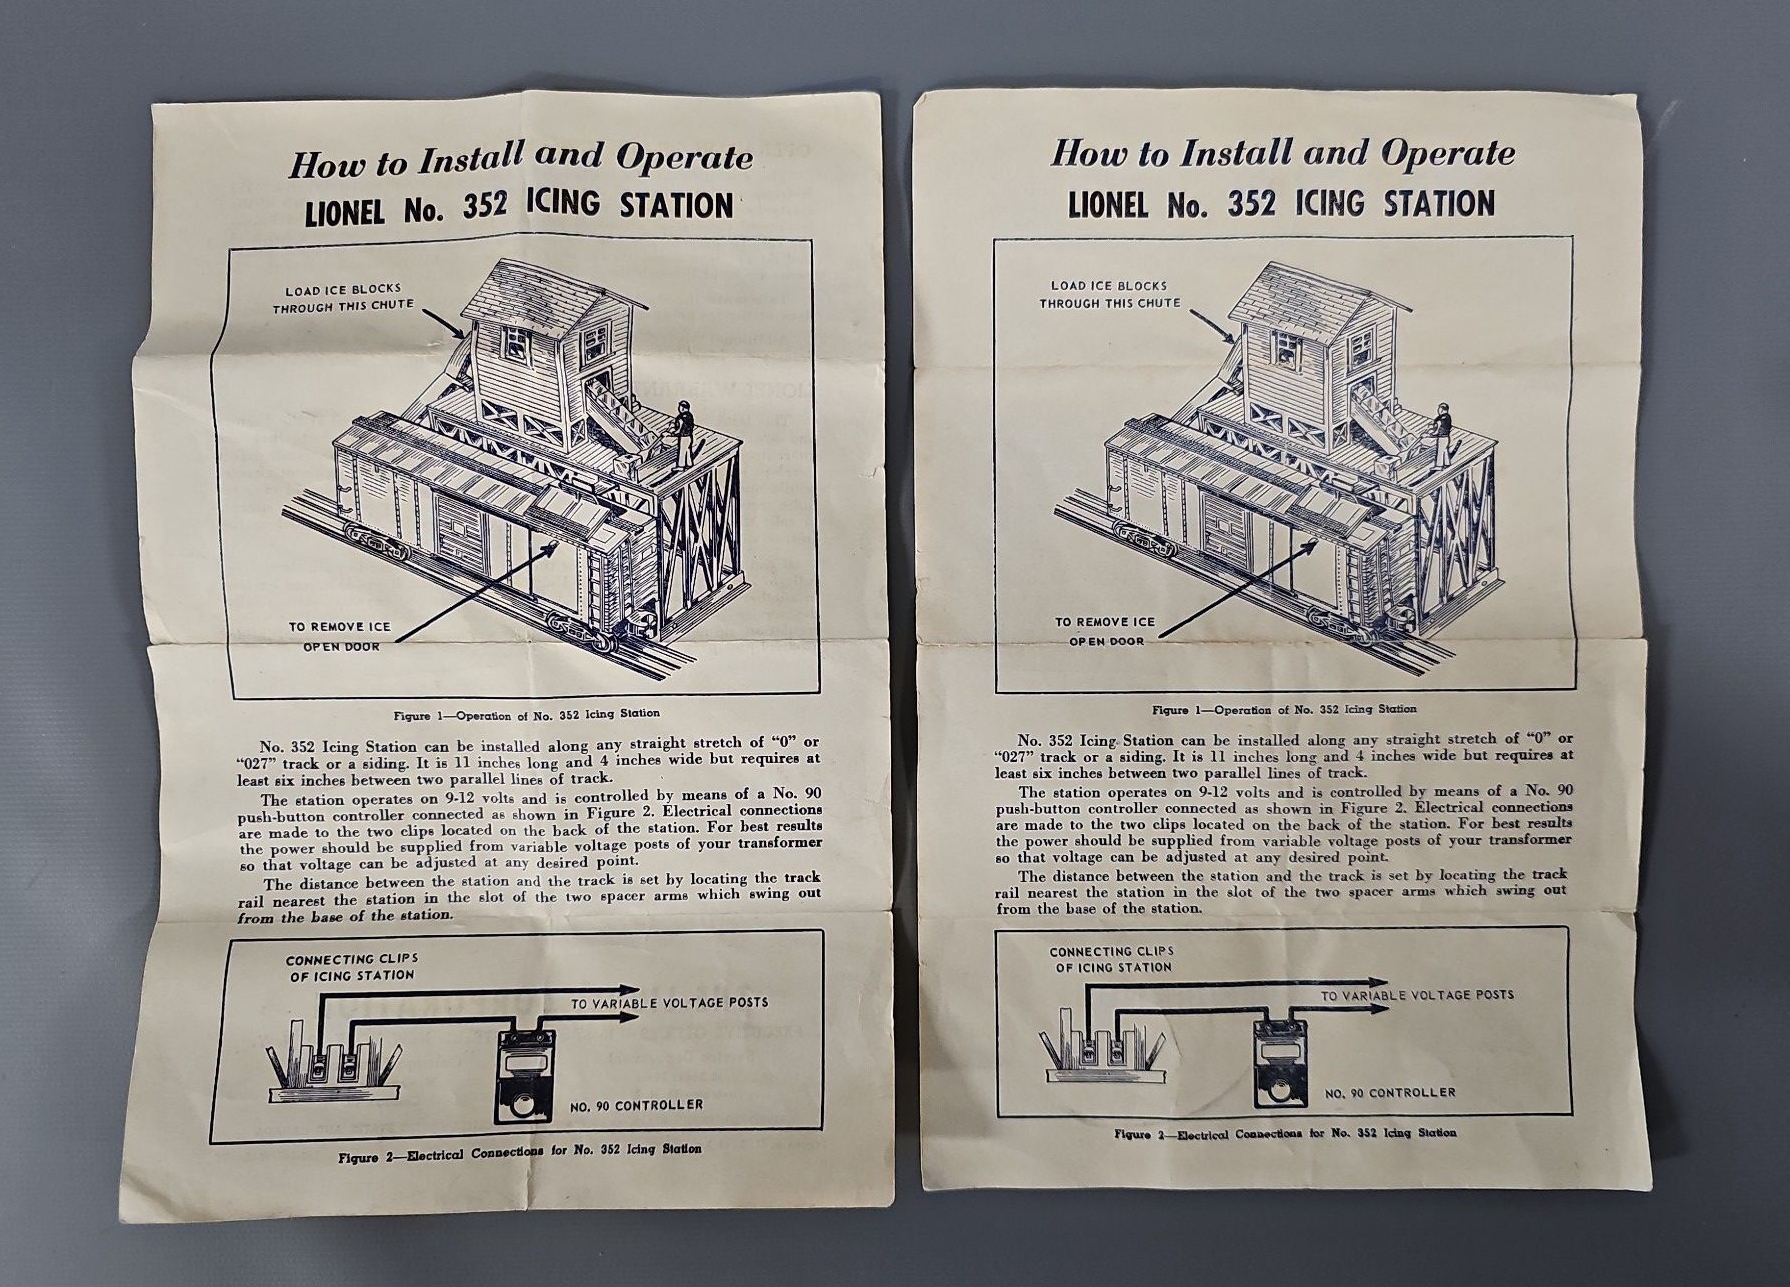 How to Install and Operate
LIONEL No. 352 ICING STATION
LOAD ICE BLOCKS
THROUGH THIS CHUTE
TO REMOVE ICE
OPEN DOOR
Figure 1—Operation of No. 352 Icing Station
No. 352 Icing Station can be installed along any straight stretch of “0” or
“027” track or a siding. It is 11 inches long and 4 inches wide but requires at
least six inches between two parallel lines of track.
The station operates on 9-12 volts and is controlled by means of a No. 90
push-button controller connected as shown in Figure 2. Electrical connections
are made to the two clips located on the back of the station. For best results
the power should be supplied from variable voltage posts of your transformer
so that voltage can be adjusted at any desired point.
The distance between the station and the track is set by locating the track
rail nearest the station in the slot of the two spacer arms which swing out
from the base of the station.
CONNECTING CLIPS
OF ICING STATION
TO VARIABLE VOLTAGE POSTS
NO. 90 CONTROLLER
Figure 2—Electrical Connections for No. 352 Icing Station
How to Install and Operate
LIONEL No. 352 ICING STATION
LOAD ICE BLOCKS
THROUGH THIS CHUTE
TO REMOVE ICE
OPEN DOOR
Figure 1—Operation of No. 352 Icing Station
No. 352 Icing Station can be installed along any straight stretch of “0” or
“027” track or a siding. It is 11 inches long and 4 inches wide but requires at
least six inches between two parallel lines of track.
The station operates on 9-12 volts and is controlled by means of a No. 90
push-button controller connected as shown in Figure 2. Electrical connections
are made to the two clips located on the back of the station. For best results
the power should be supplied from variable voltage posts of your transformer
so that voltage can be adjusted at any desired point.
The distance between the station and the track is set by locating the track
rail nearest the station in the slot of the two spacer arms which swing out
from the base of the station.
CONNECTING CLIPS
OF ICING STATION
TO VARIABLE VOLTAGE POSTS
NO. 90 CONTROLLER
Figure 2—Electrical Connections for No. 352 Icing Station